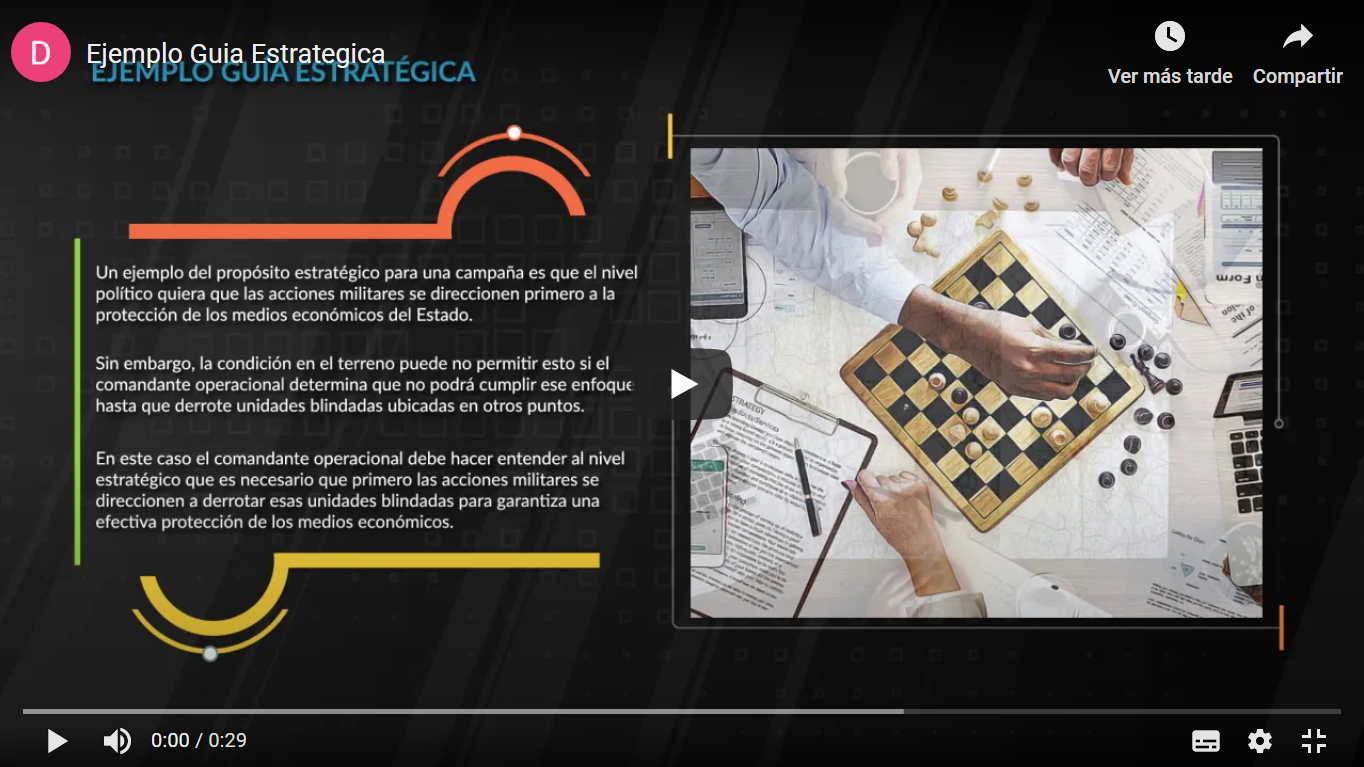 D
Ejemplo Guia Estrategica
EJEMPLO GUÍA ESTRATÉGICA
Ver más tarde
Compartir
Un ejemplo del propósito estratégico para una campaña es que el nivel
político quiera que las acciones militares se direccionen primero a la
protección de los medios económicos del Estado.
Sin embargo, la condición en el terreno puede no permitir esto si el
comandante operacional determina que no podrá cumplir ese enfoque
hasta que derrote unidades blindadas ubicadas en otros puntos.
En este caso el comandante operacional debe hacer entender al nivel
estratégico que es necesario que primero las acciones militares se
direccionen a derrotar esas unidades blindadas para garantiza una
efectiva protección de los medios económicos.
STRATEGY
Form
0:00 / 0:29